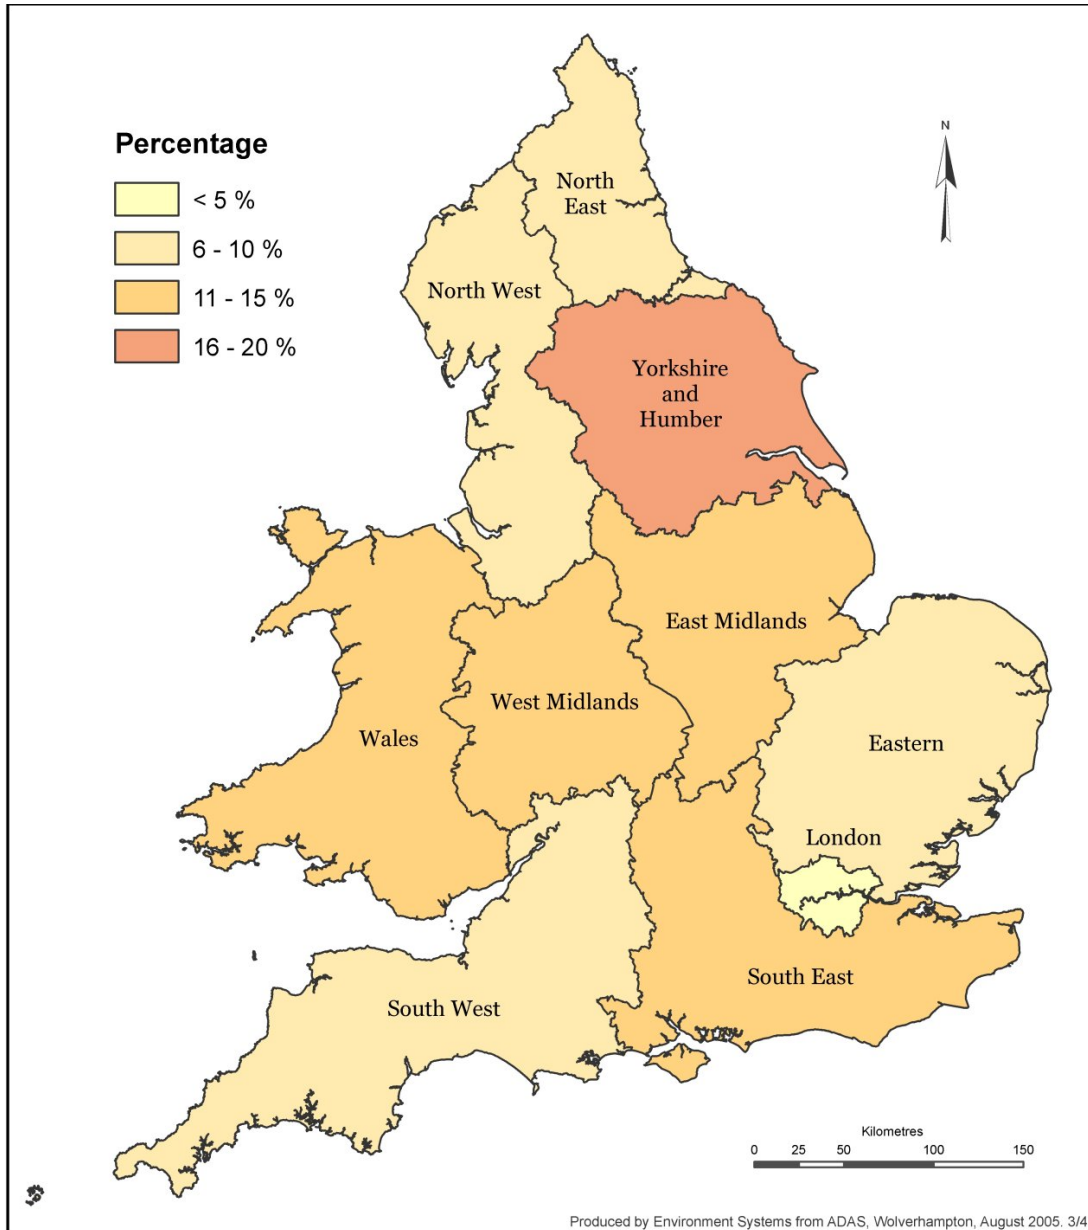 Percentage
< 5 %
6 - 10 %
11 - 15 %
16 - 20 %
N
North
East
North West
Yorkshire
and
Humber
East Midlands
West Midlands
Wales
Eastern
London
South East
South West
Kilometres
0 25 50 100 150
Produced by Environment Systems from ADAS, Wolverhampton, August 2005. 3/4